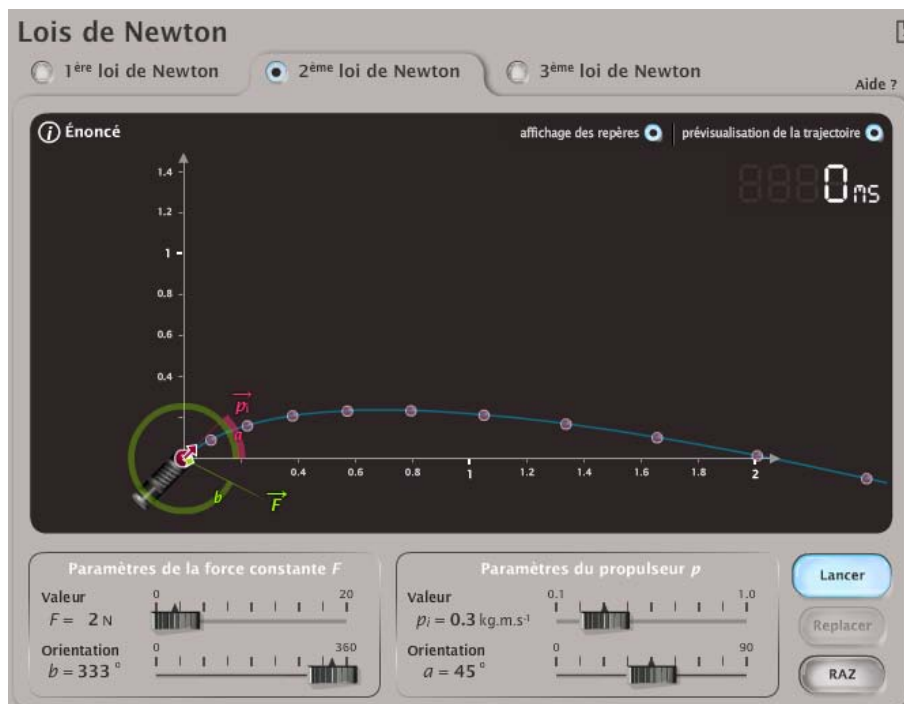 Lois de Newton
1ère loi de Newton 2ème loi de Newton 3ème loi de Newton
Aide ?
Énoncé affichage des repères prévisualisation de la trajectoire
0 ms
1.4
1.2
1
0.8
0.6
0.4
pi
a
b
F
0.4 0.6 0.8 1 1.2 1.4 1.6 1.8 2
Paramètres de la force constante F
Valeur 0 20
F = 2 N
Orientation 0 360
b = 333 °
Paramètres du propulseur p
Valeur 0.1 1.0
pi = 0.3 kg.m.s-1
Orientation 0 90
a = 45 °
Lancer
Replacer
RAZ